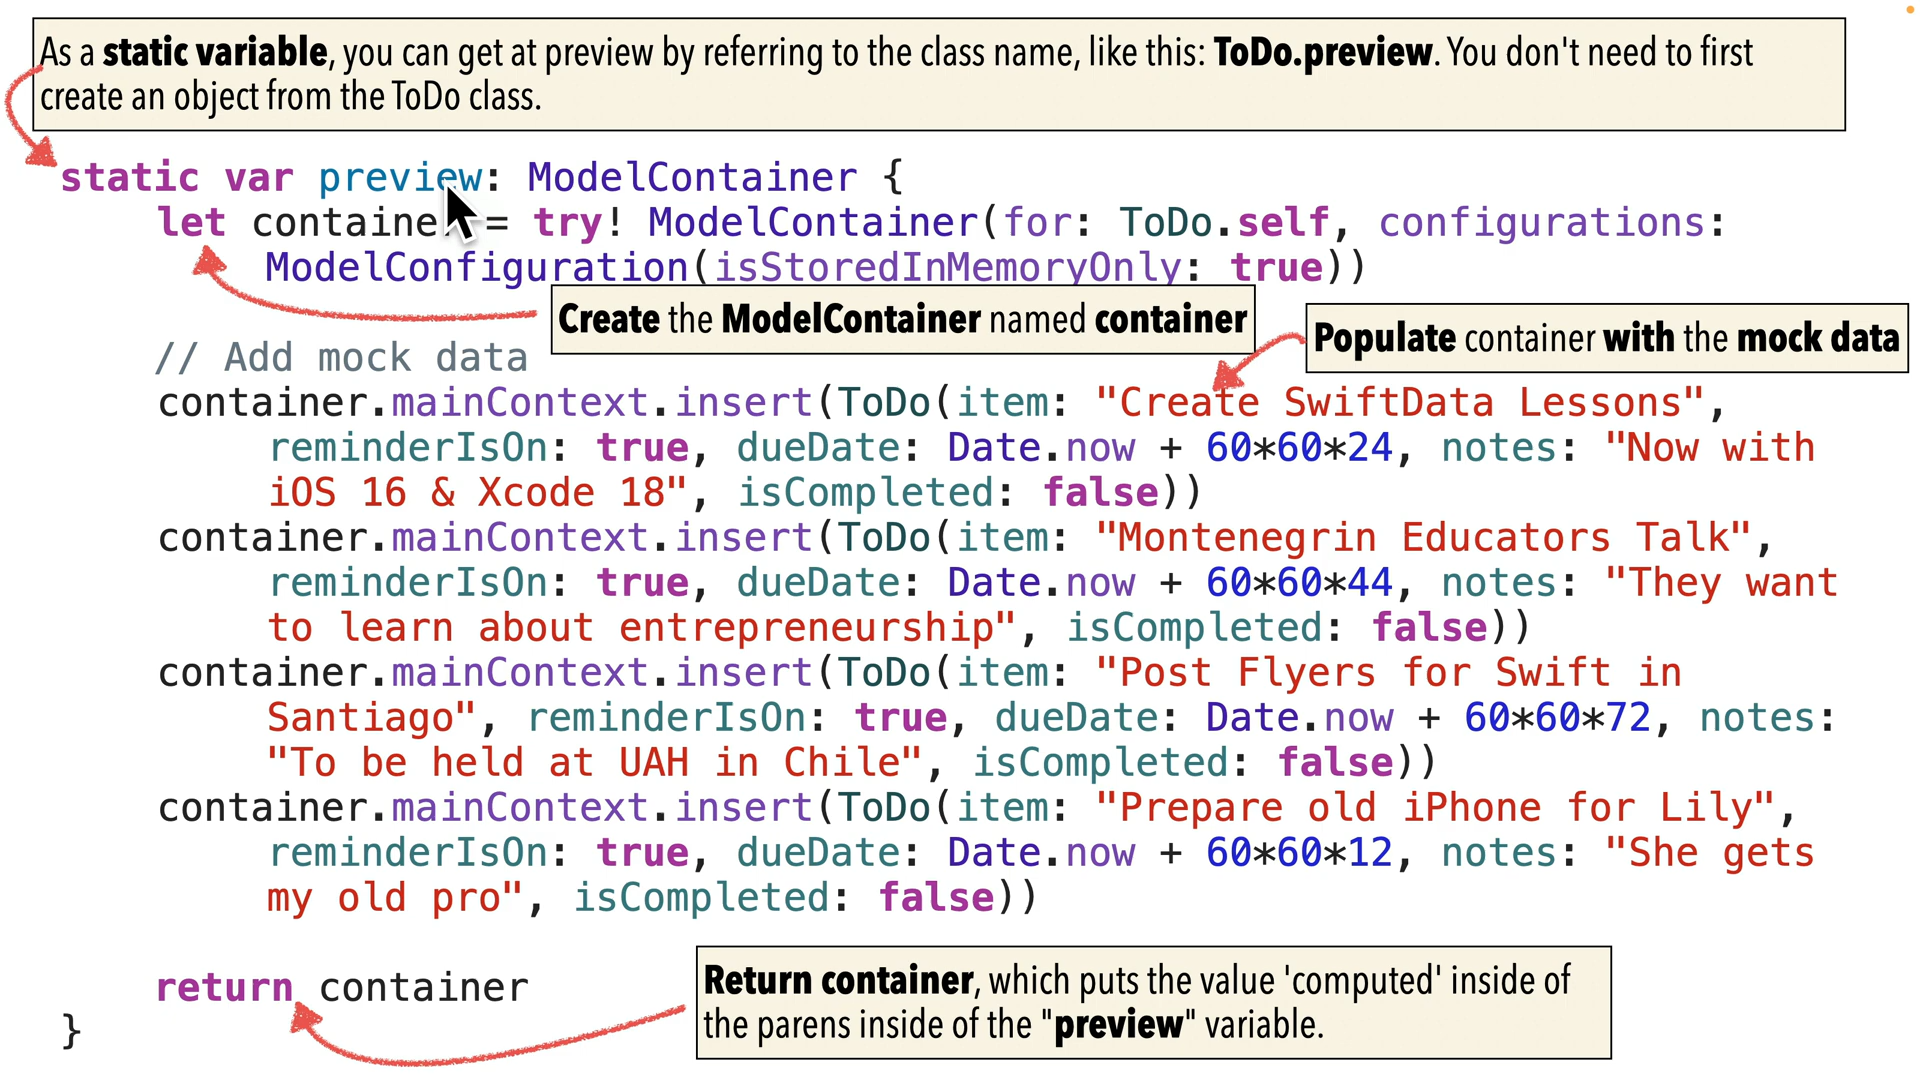 As a static variable, you can get at preview by referring to the class name, like this: ToDo.preview. You don't need to first
create an object from the ToDo class.
static var preview: ModelContainer {
let container = try! ModelContainer(for: ToDo.self, configurations:
ModelConfiguration(isStoredInMemoryOnly: true))
Create the ModelContainer named container
Populate container with the mock data
// Add mock data
container.mainContext.insert(ToDo(item: "Create SwiftData Lessons",
reminderIsOn: true, dueDate: Date.now + 60*60*24, notes: "Now with
iOS 16 & Xcode 18", isCompleted: false))
container.mainContext.insert(ToDo(item: "Montenegrin Educators Talk",
reminderIsOn: true, dueDate: Date.now + 60*60*44, notes: "They want
to learn about entrepreneurship", isCompleted: false))
container.mainContext.insert(ToDo(item: "Post Flyers for Swift in
Santiago", reminderIsOn: true, dueDate: Date.now + 60*60*72, notes:
"To be held at UAH in Chile", isCompleted: false))
container.mainContext.insert(ToDo(item: "Prepare old iPhone for Lily",
reminderIsOn: true, dueDate: Date.now + 60*60*12, notes: "She gets
my old pro", isCompleted: false))
return container
Return container, which puts the value 'computed' inside of
the parens inside of the "preview" variable.
}